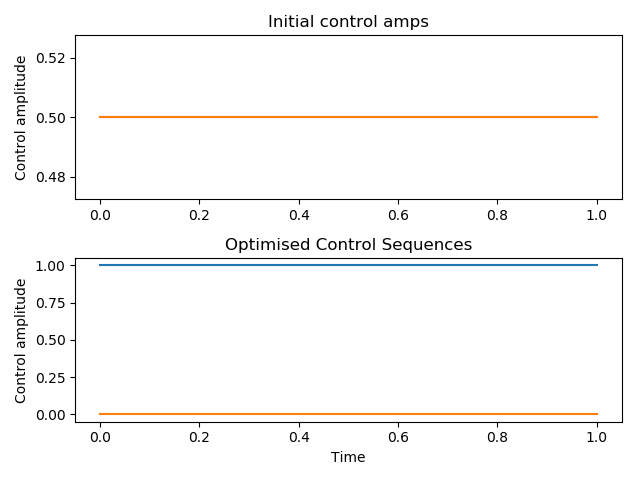 Initial control amps
Control amplitude
0.52
0.50
0.48
0.0 0.2 0.4 0.6 0.8 1.0
Optimised Control Sequences
Control amplitude
1.00
0.75
0.50
0.25
0.00
0.0 0.2 0.4 0.6 0.8 1.0
Time